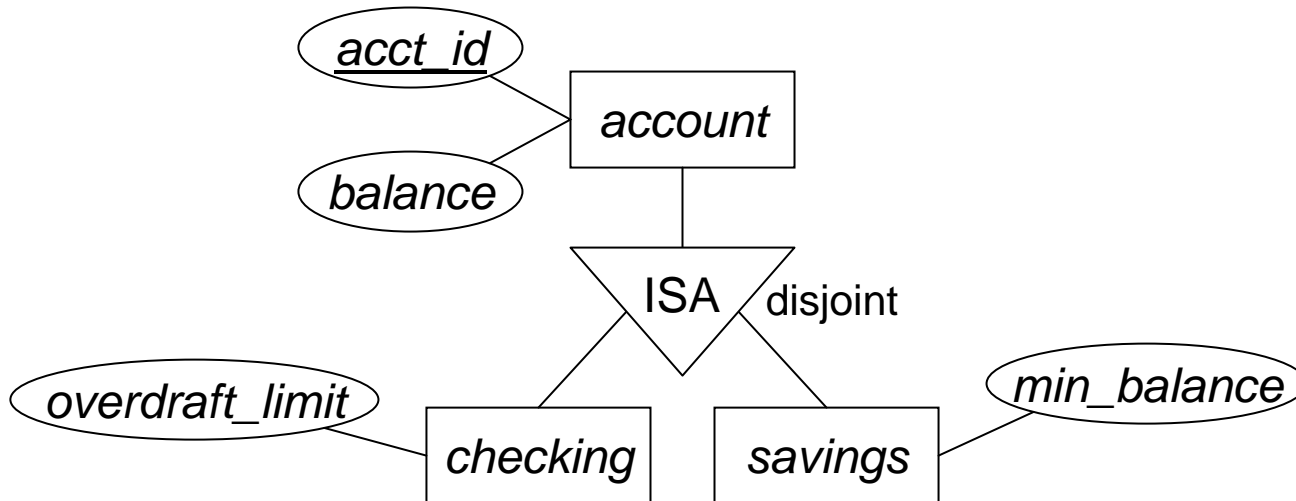 acct_id
account
balance
ISA
disjoint
overdraft_limit
min_balance
checking
savings